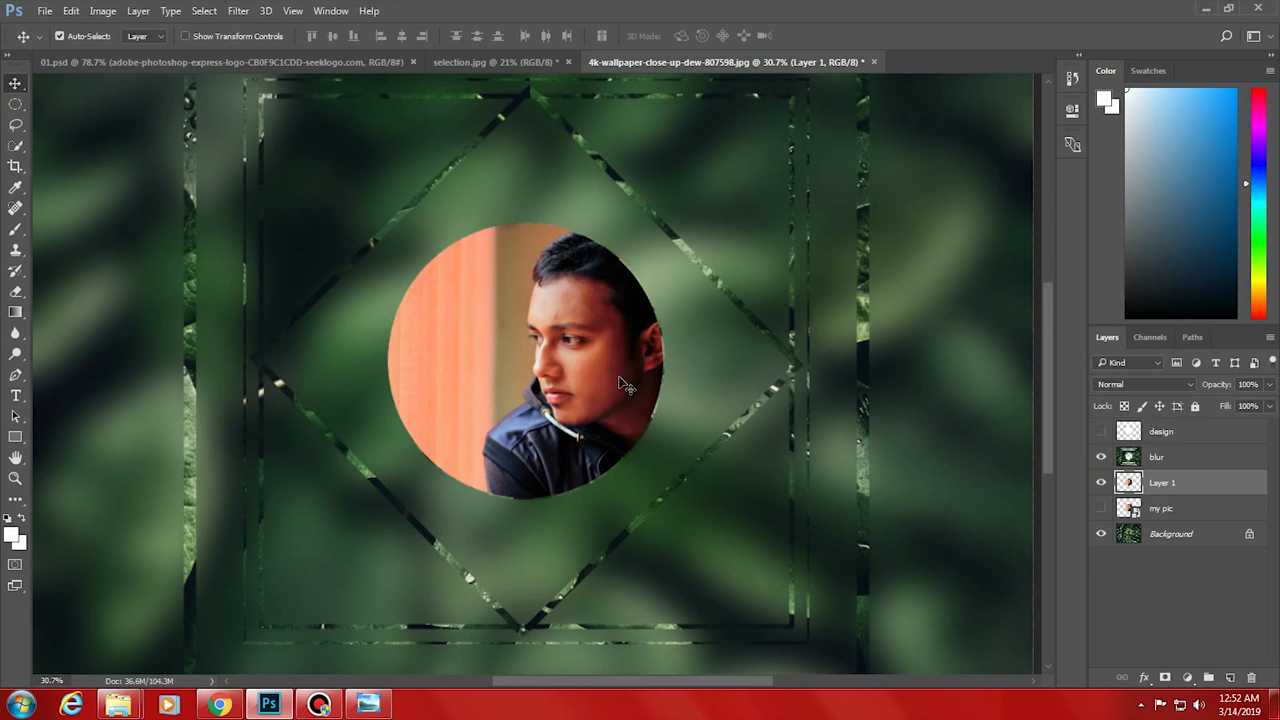 Ps File Edit Image Layer Type Select Filter 3D View Window Help
Auto-Select: Layer Show Transform Controls 3D Mode:
01.psd @ 78.7% (adobe-photoshop-express-logo-CB0F9C1CDD-seeklogo.com, RGB/8#) × selection.jpg @ 21% (RGB/8) * × 4k-wallpaper-close-up-dew-807598.jpg @ 30.7% (Layer 1, RGB/8) * ×
Color Swatches
Layers Channels Paths
Kind
Normal Opacity: 100%
Lock: Fill: 100%
design
blur
Layer 1
my pic
Background
30.7% Doc: 36.6M/104.3M
Ps
12:52 AM
3/14/2019